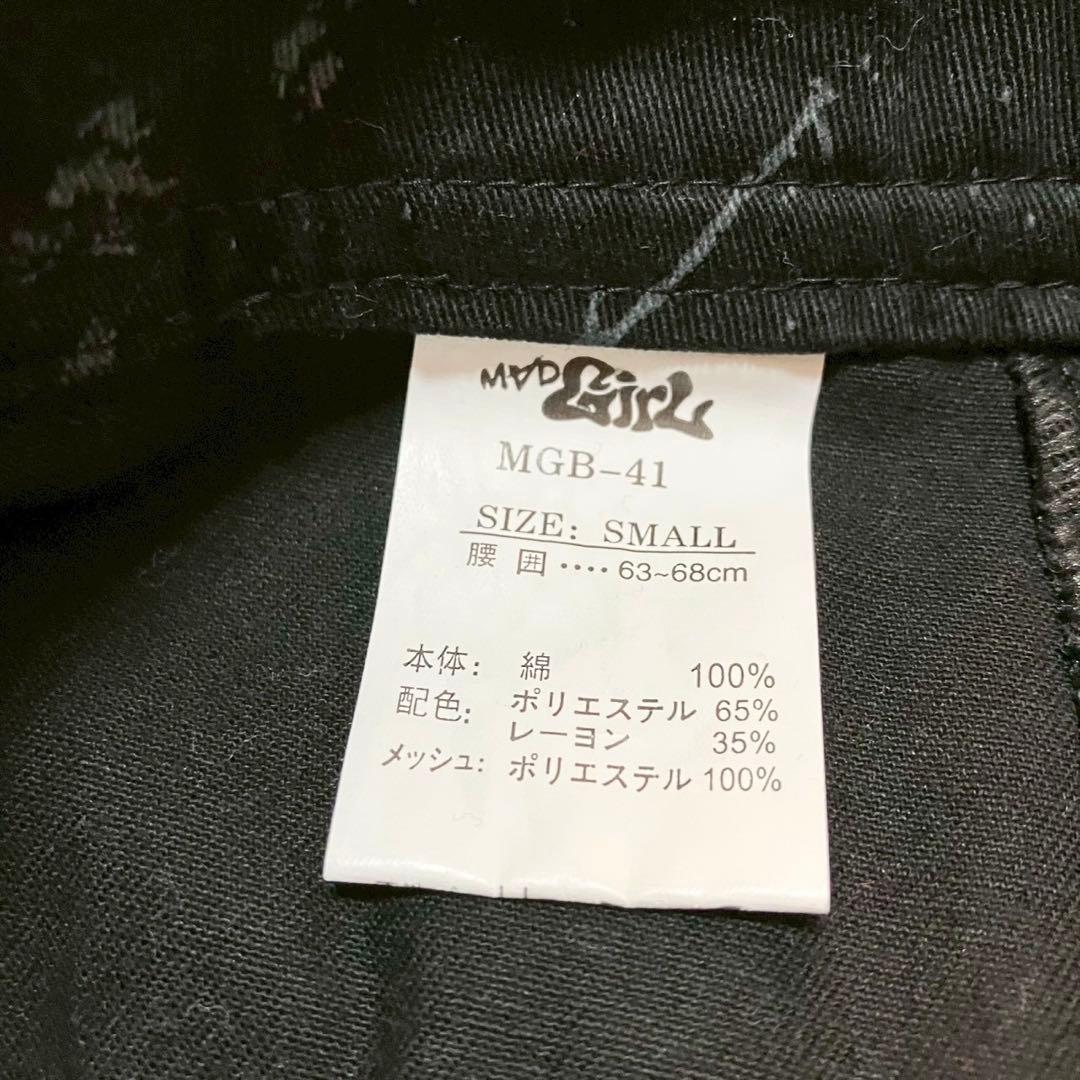 MAD GirL
MGB-41
SIZE: SMALL
腰囲････63~68cm
本体: 綿 100%
配色: ポリエステル 65%
レーヨン 35%
メッシュ: ポリエステル 100%